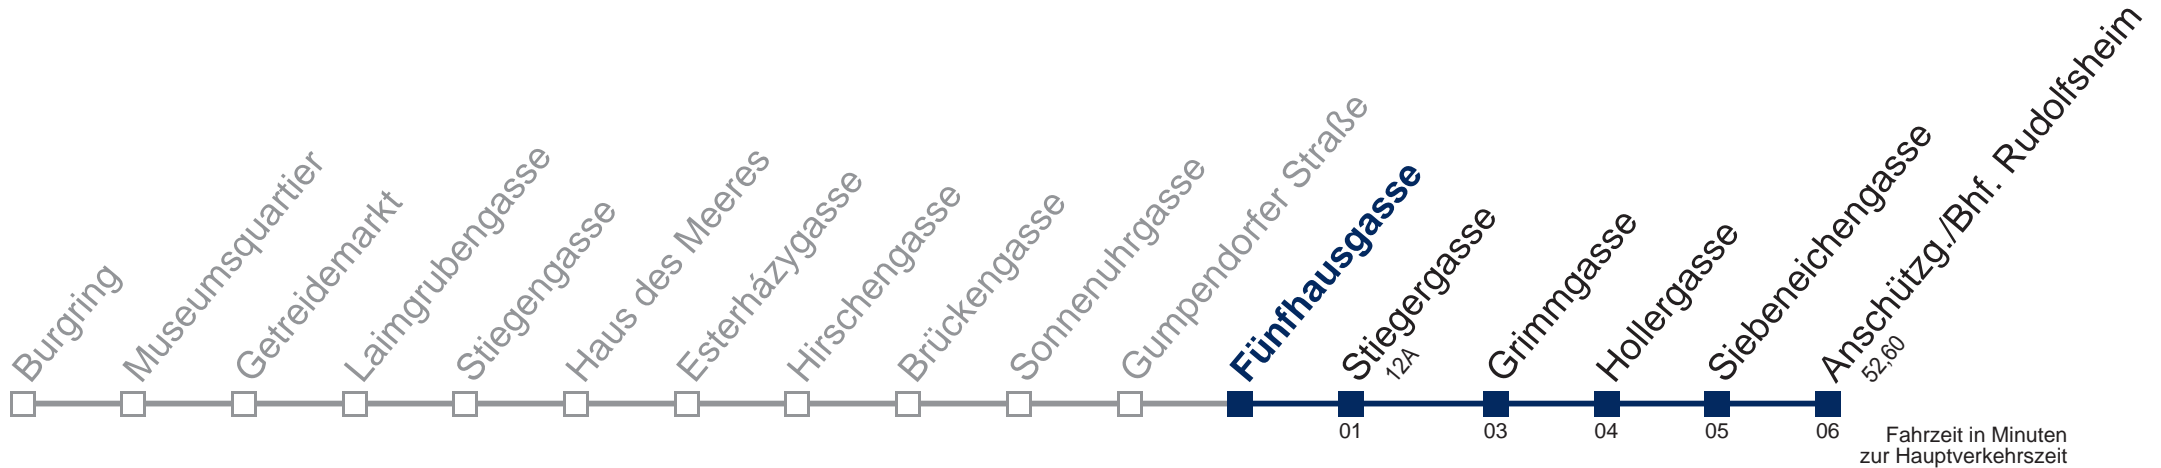 Burgring
Museumsquartier
Getreidemarkt
Laimgrubengasse
Stiegengasse
Haus des Meeres
Esterházygasse
Hirschengasse
Brückengasse
Sonnenuhrgasse
Gumpendorfer Straße
Fünfhausgasse
Stiegergasse
12A
Grimmgasse
Hollergasse
Siebeneichengasse
Anschützg./Bhf. Rudolfsheim
52,60
01
03
04
05
06
Fahrzeit in Minuten
zur Hauptverkehrszeit